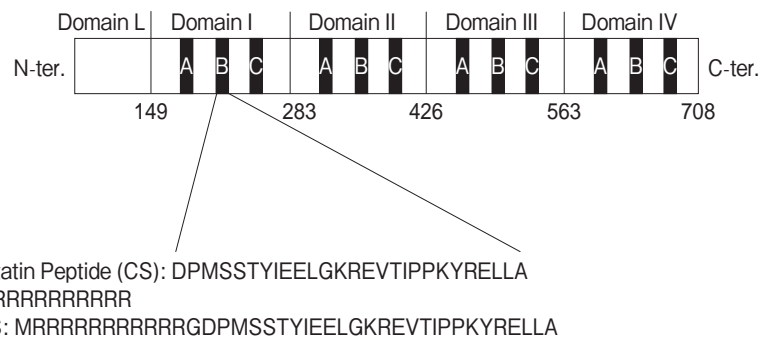 Domain L Domain I Domain II Domain III Domain IV
N-ter. A B C A B C A B C A B C C-ter.
149 283 426 563 708
atin Peptide (CS): DPMSSTYIEELGKREVTIPPKYRELLA
RRRRRRRRRRR
S: MRRRRRRRRRRRGDPMSSTYIEELGKREVTIPPKYRELLA